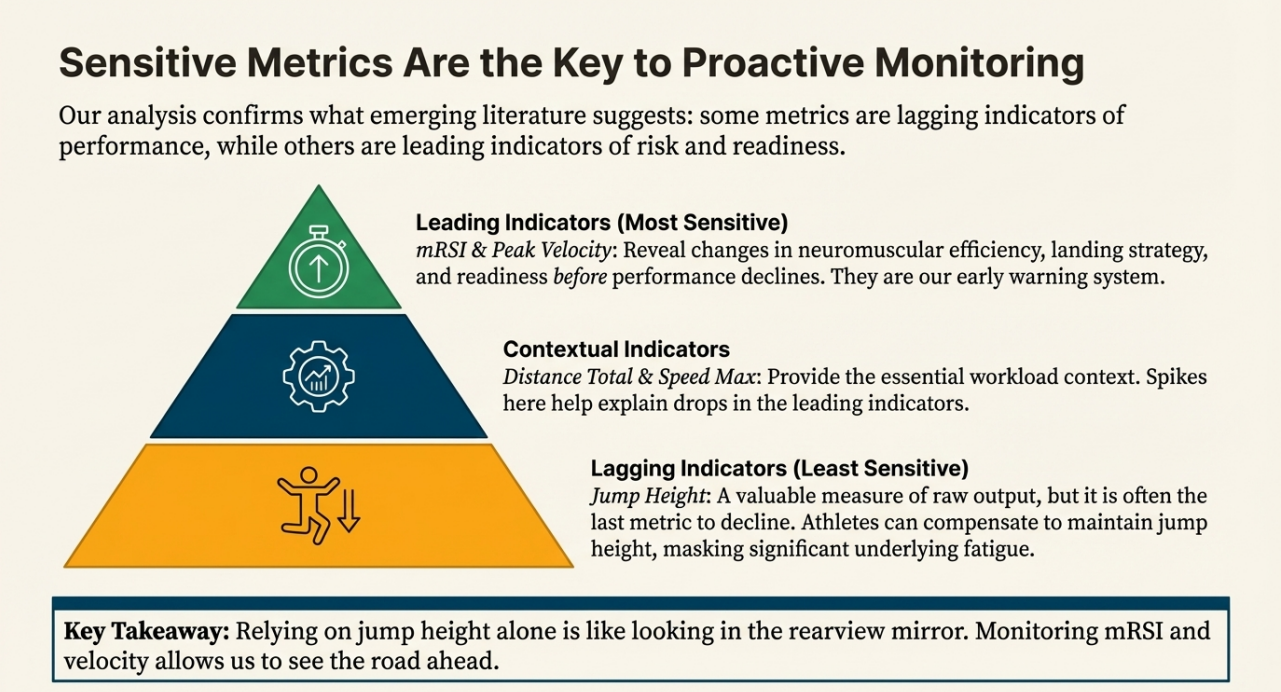 Sensitive Metrics Are the Key to Proactive Monitoring
Our analysis confirms what emerging literature suggests: some metrics are lagging indicators of
performance, while others are leading indicators of risk and readiness.
Leading Indicators (Most Sensitive)
mRSI & Peak Velocity: Reveal changes in neuromuscular efficiency, landing strategy,
and readiness before performance declines. They are our early warning system.
Contextual Indicators
Distance Total & Speed Max: Provide the essential workload context. Spikes
here help explain drops in the leading indicators.
Lagging Indicators (Least Sensitive)
Jump Height: A valuable measure of raw output, but it is often the
last metric to decline. Athletes can compensate to maintain jump
height, masking significant underlying fatigue.
Key Takeaway: Relying on jump height alone is like looking in the rearview mirror. Monitoring mRSI and
velocity allows us to see the road ahead.